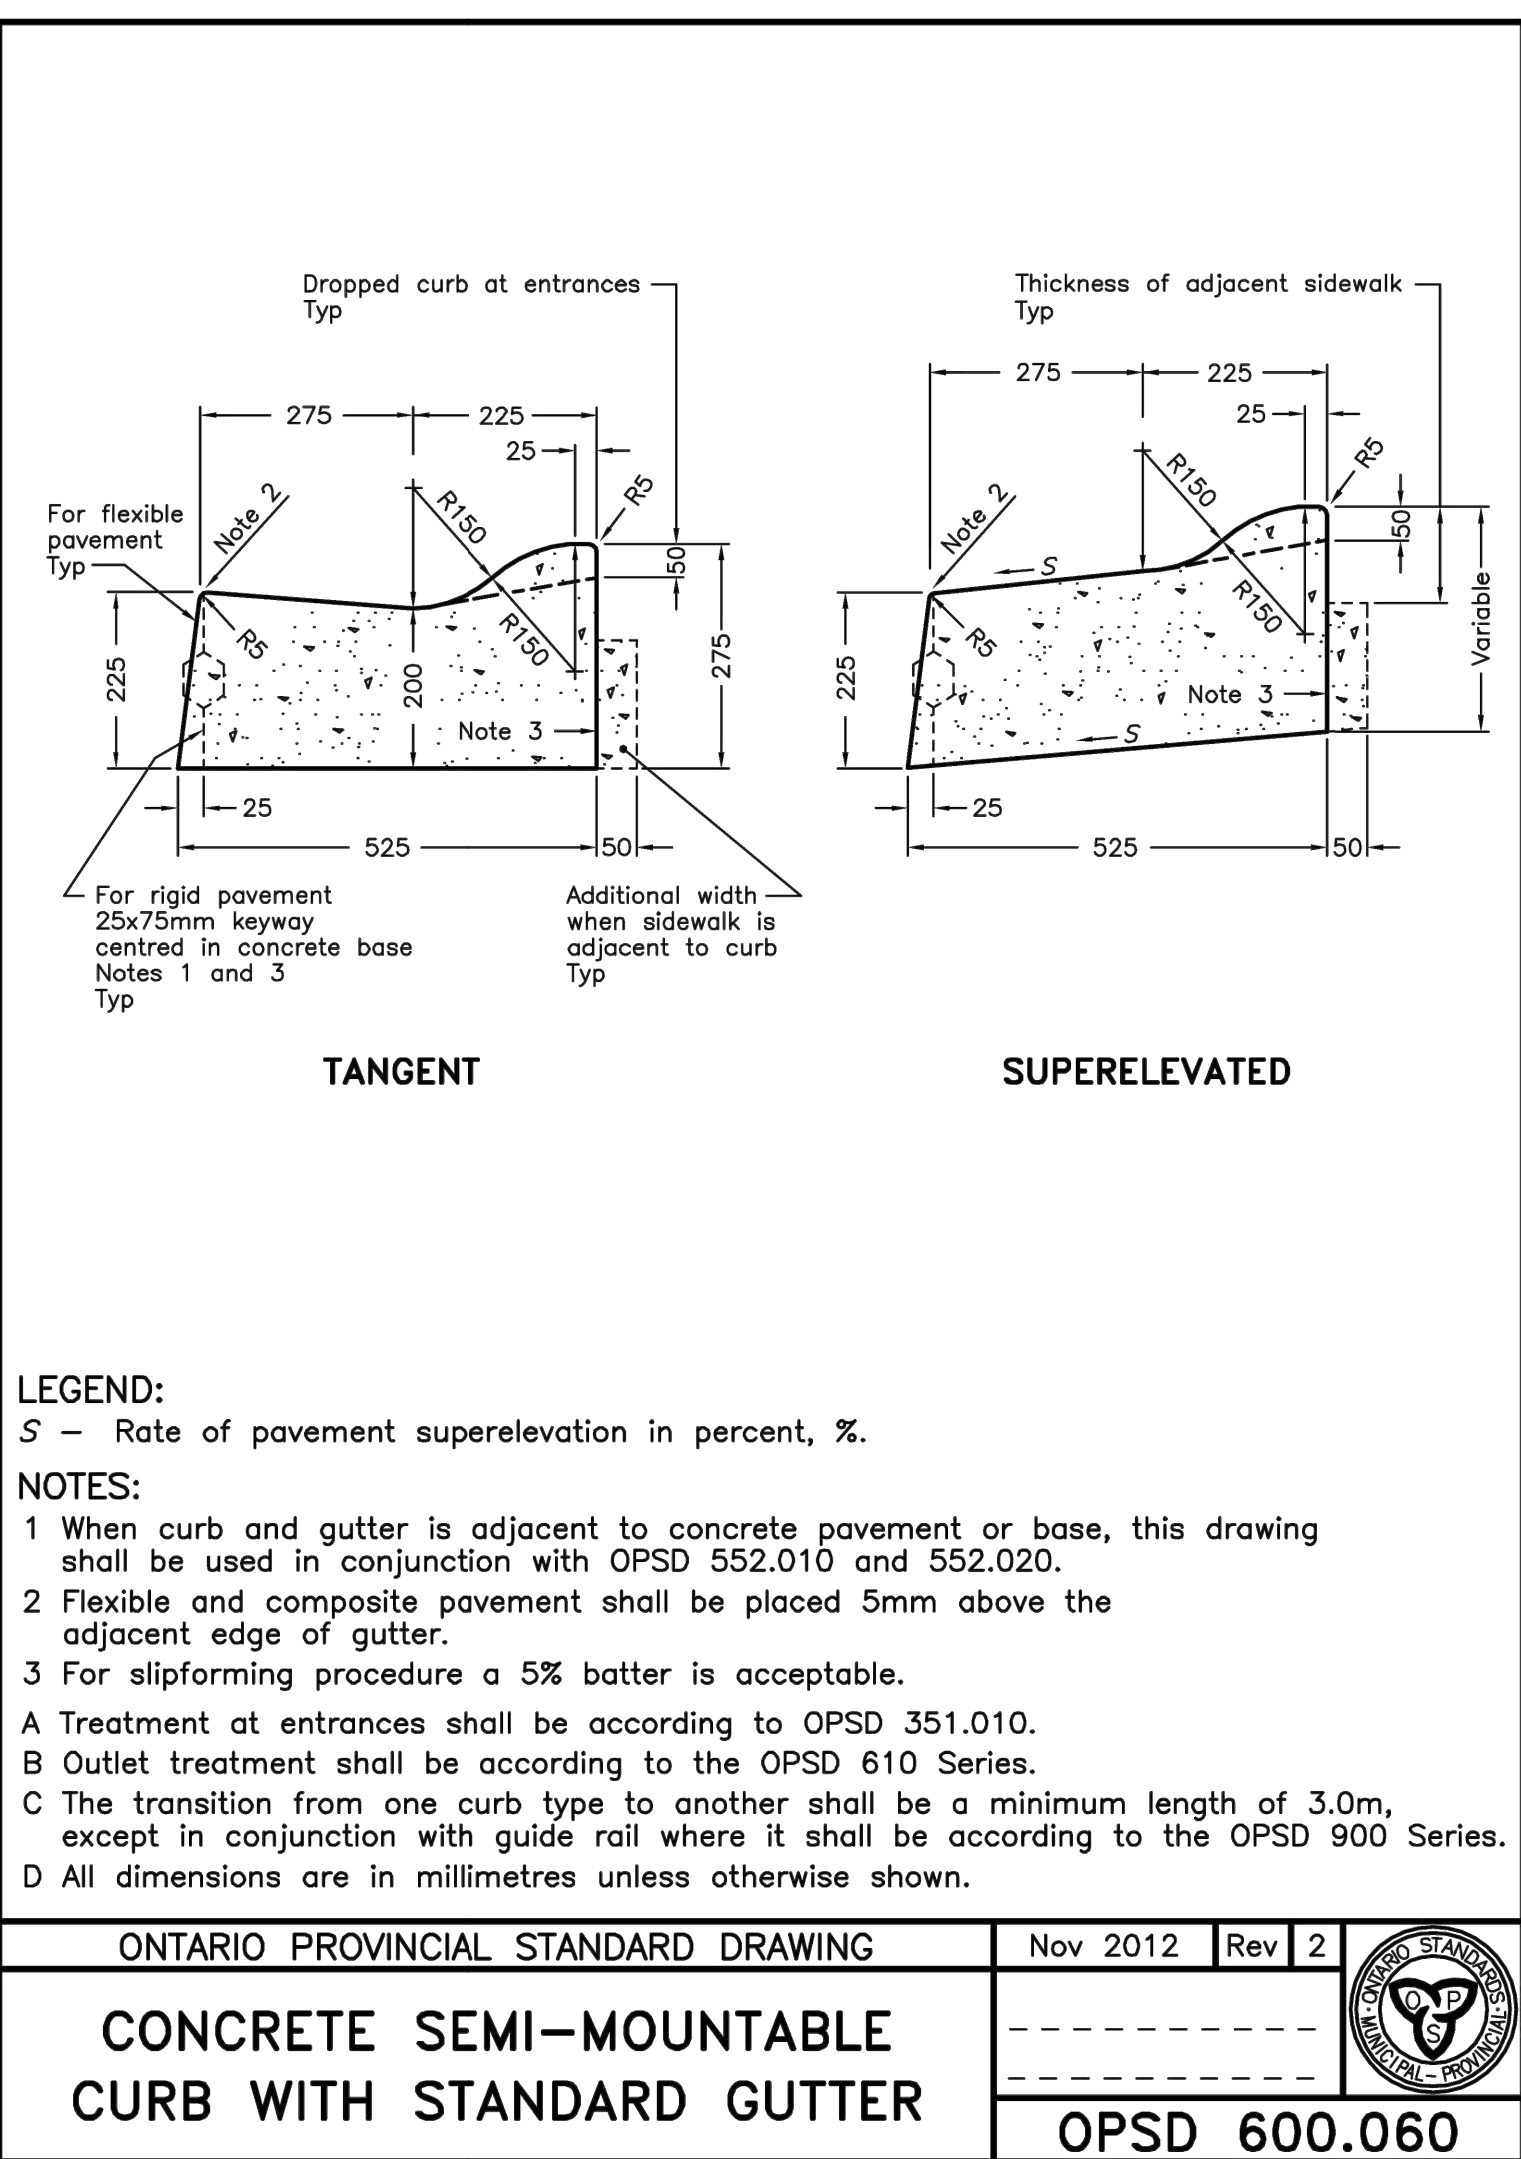 Dropped curb at entrances
Typ
Thickness of adjacent sidewalk
Typ
275
225
25
R5
R150
Note 2
For flexible
pavement
Typ
50
R5
R150
225
200
275
Note 3
25
525
50
For rigid pavement
25x75mm keyway
centred in concrete base
Notes 1 and 3
Typ
Additional width
when sidewalk is
adjacent to curb
Typ
TANGENT
275
225
25
R5
R150
Note 2
S
50
R5
R150
225
Variable
Note 3
S
25
525
50
SUPERELEVATED
LEGEND:
S – Rate of pavement superelevation in percent, %.
NOTES:
1 When curb and gutter is adjacent to concrete pavement or base, this drawing
shall be used in conjunction with OPSD 552.010 and 552.020.
2 Flexible and composite pavement shall be placed 5mm above the
adjacent edge of gutter.
3 For slipforming procedure a 5% batter is acceptable.
A Treatment at entrances shall be according to OPSD 351.010.
B Outlet treatment shall be according to the OPSD 610 Series.
C The transition from one curb type to another shall be a minimum length of 3.0m,
except in conjunction with guide rail where it shall be according to the OPSD 900 Series.
D All dimensions are in millimetres unless otherwise shown.
ONTARIO PROVINCIAL STANDARD DRAWING
Nov 2012 Rev 2
CONCRETE SEMI–MOUNTABLE
CURB WITH STANDARD GUTTER
ONTARIO STANDARDS · MUNICIPAL – PROVINCIAL ·
O P
S
OPSD 600.060